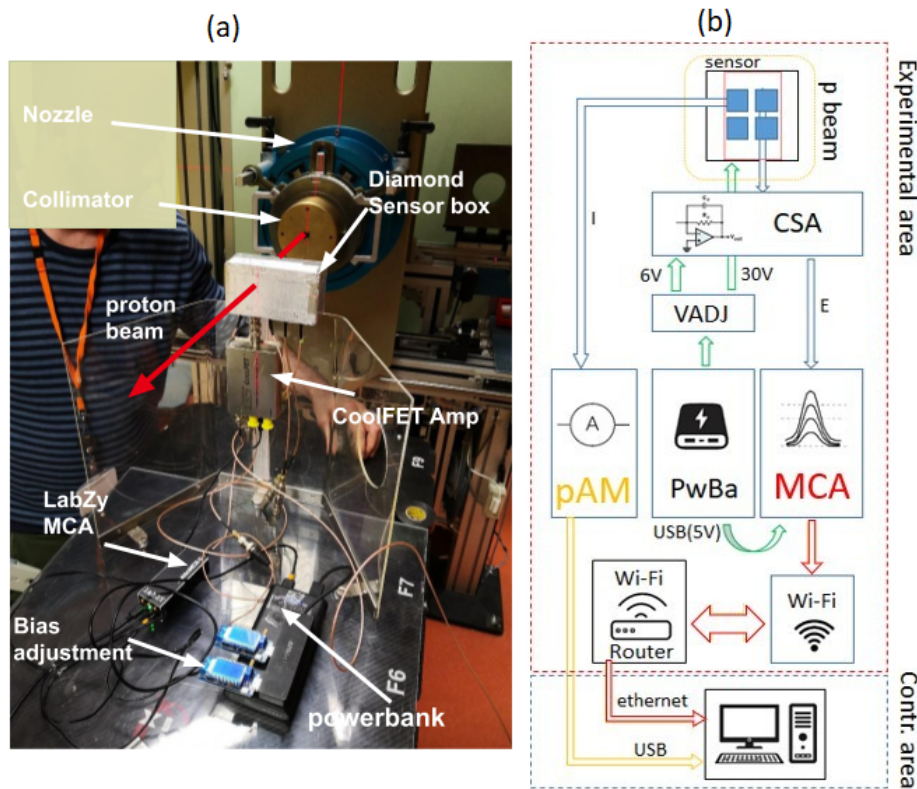 (a)
Nozzle
Collimator
Diamond
Sensor box
proton
beam
CoolFET Amp
LabZy
MCA
Bias
adjustment
powerbank
F9
F7
F6
(b)
sensor
p beam
Experimental area
CSA
I
6V
30V
VADJ
E
A
pAM
PwBa
MCA
USB(5V)
Wi-Fi
Router
Wi-Fi
ethernet
USB
Contr. area